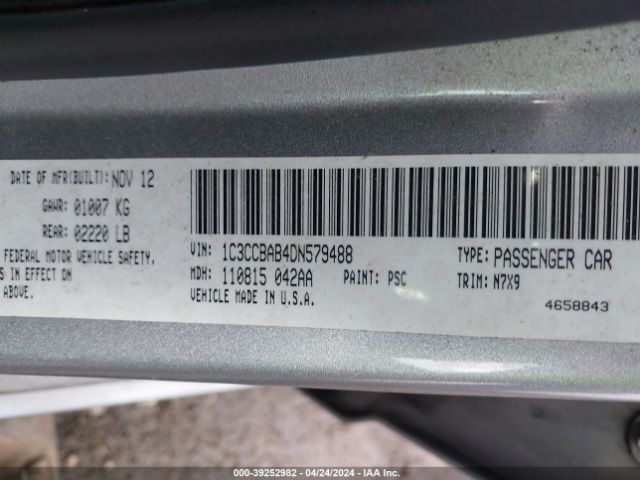 DATE OF MFR(BUILT): NOV 12
GAWR: 01007 KG
REAR: 02220 LB
FEDERAL MOTOR VEHICLE SAFETY,
S IN EFFECT ON
ABOVE.
VIN: 1C3CCBAB4DN579488
MDH: 110815 042AA PAINT: PSC
VEHICLE MADE IN U.S.A.
TYPE: PASSENGER CAR
TRIM: N7X9
4658843
000-39252982 - 04/24/2024 - IAA Inc.